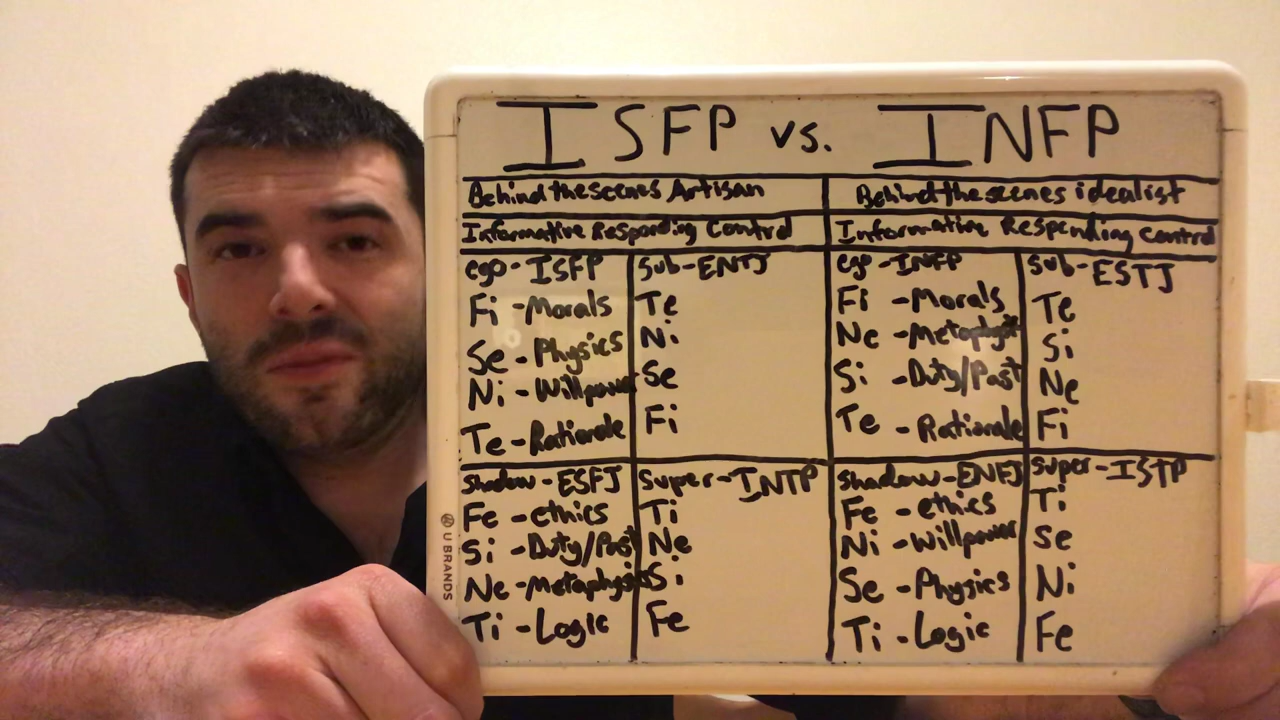 ISFP vs. INFP
Behind the scenes Artisan
Behind the scenes idealist
Informative Responding Control
Informative Responding control
ego - ISFP
Fi - Morals
Se - Physics
Ni - Willpower
Te - Rationale
Sub - ENTJ
Te
Ni
Se
Fi
ego - INFP
Fi - Morals
Ne - Metaphysics
Si - Duty/Past
Te - Rationale
Sub - ESTJ
Te
Si
Ne
Fi
Shadow - ESFJ
Fe - ethics
Si - Duty/Past
Ne - Metaphysics
Ti - Logic
Super - INTP
Ti
Ne
Si
Fe
shadow - ENFJ
Fe - ethics
Ni - Willpower
Se - Physics
Ti - Logic
Super - ISTP
Ti
Se
Ni
Fe
U BRANDS